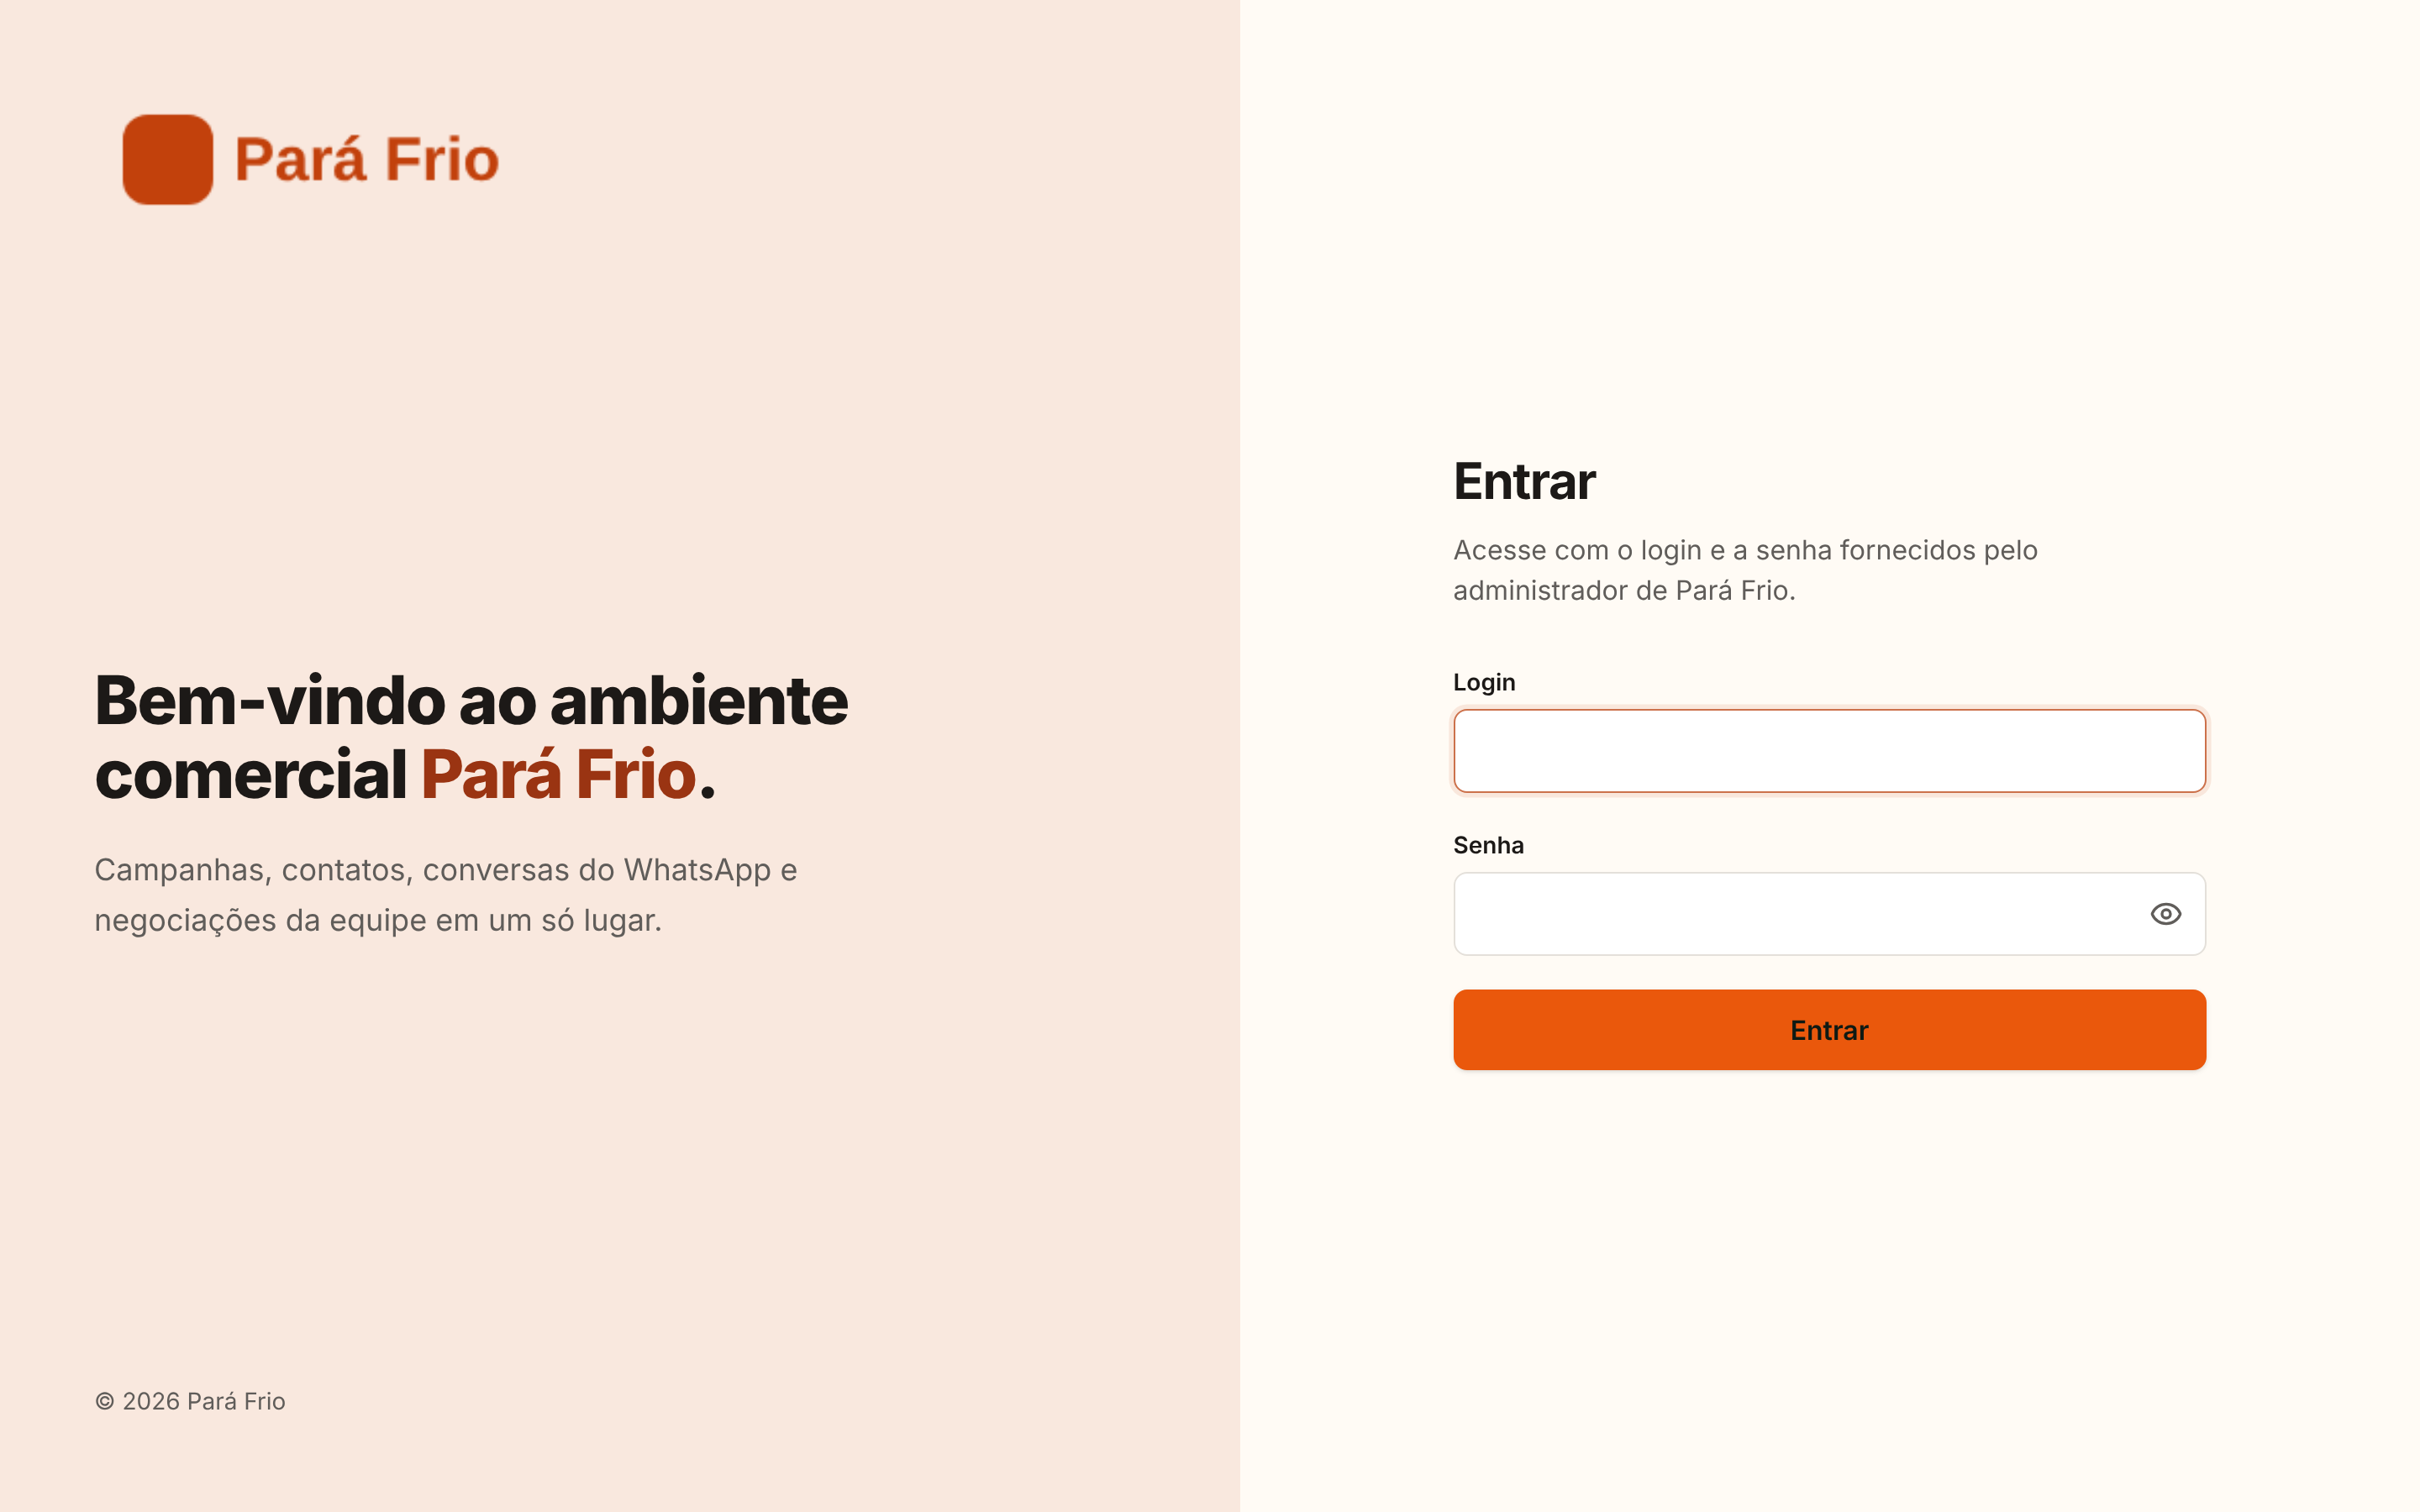 Pará Frio
Bem-vindo ao ambiente
comercial Pará Frio.
Campanhas, contatos, conversas do WhatsApp e
negociações da equipe em um só lugar.
© 2026 Pará Frio
Entrar
Acesse com o login e a senha fornecidos pelo
administrador de Pará Frio.
Login
Senha
Entrar